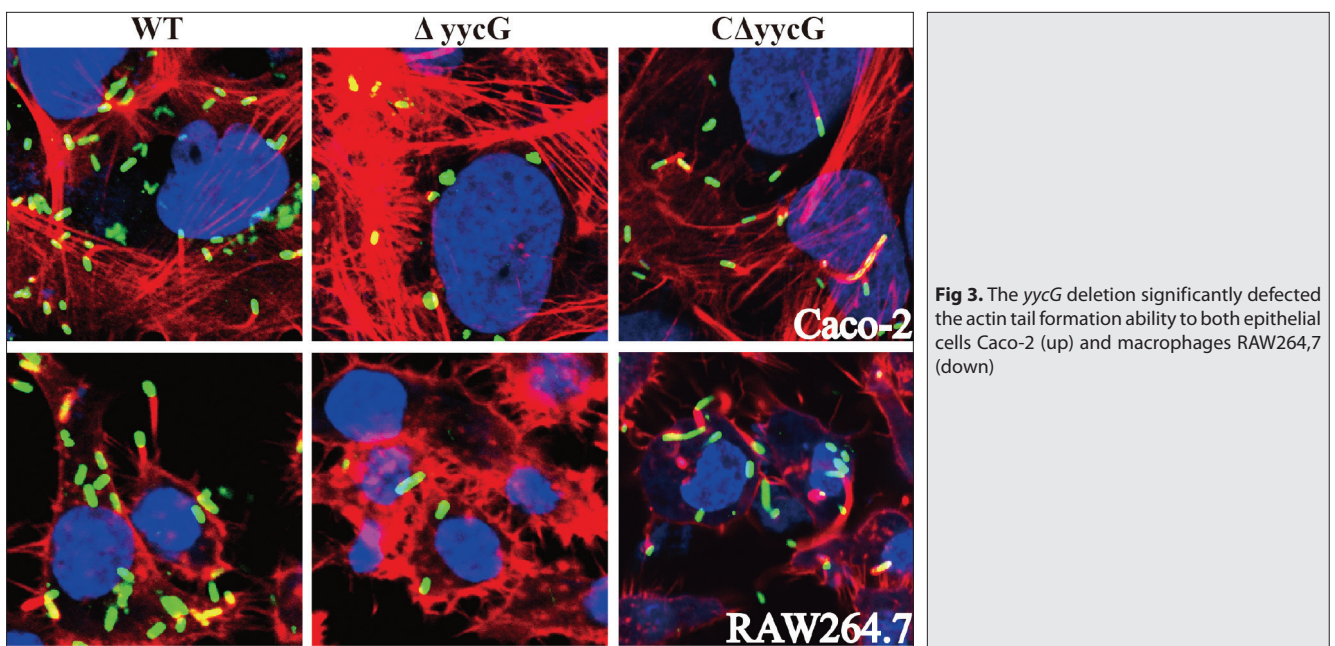 WT
Δ yycG
CΔyycG
Caco-2
RAW264.7
Fig 3. The yycG deletion significantly defected
the actin tail formation ability to both epithelial
cells Caco-2 (up) and macrophages RAW264,7
(down)